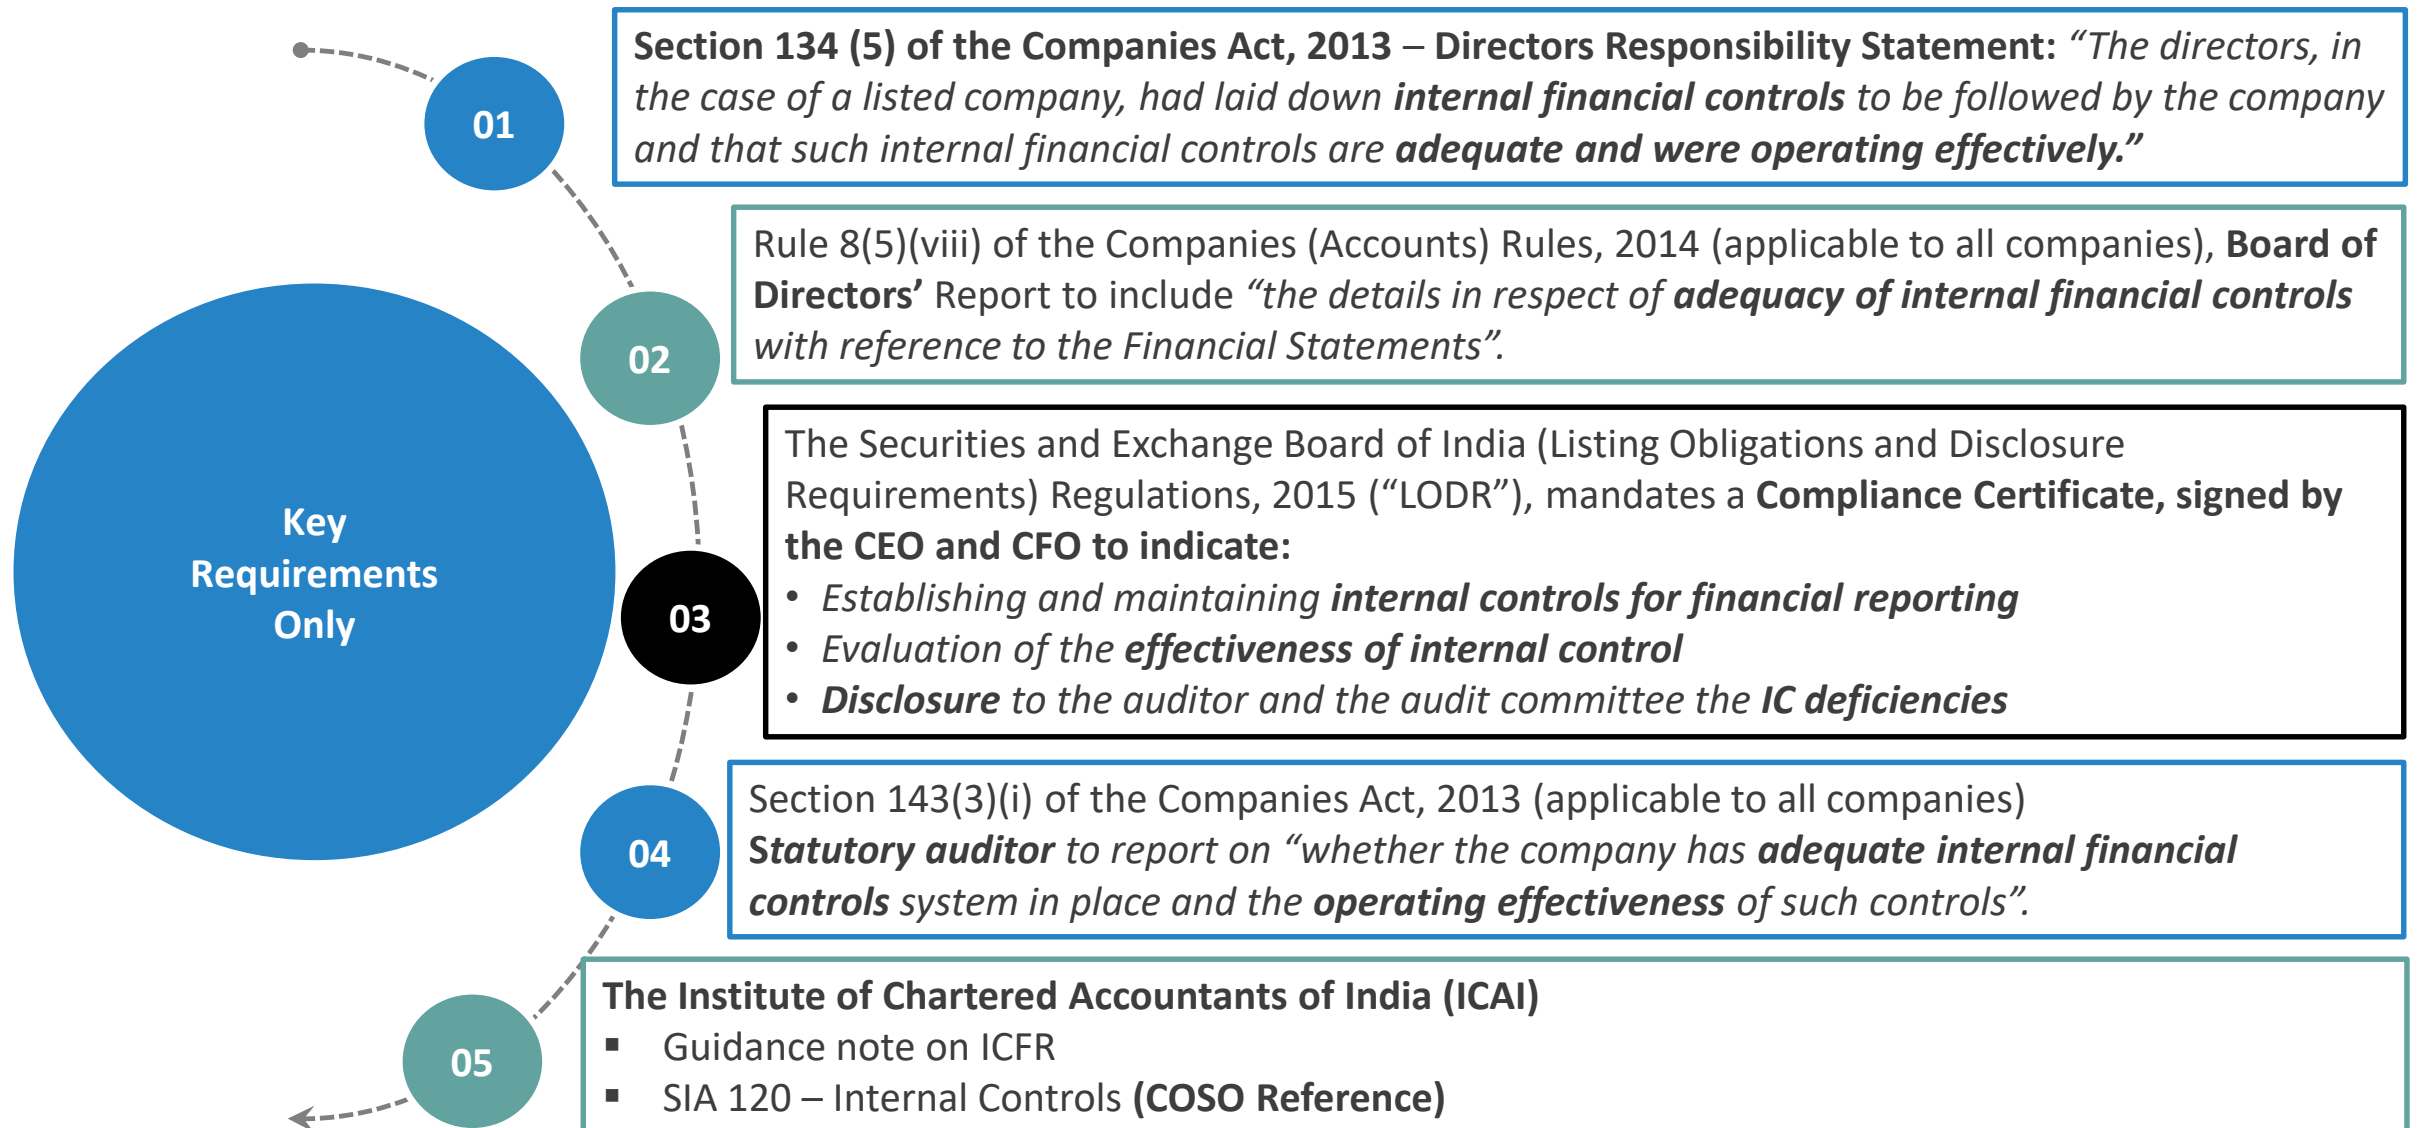 Key
Requirements
Only
01
Section 134 (5) of the Companies Act, 2013 – Directors Responsibility Statement: “The directors, in
the case of a listed company, had laid down internal financial controls to be followed by the company
and that such internal financial controls are adequate and were operating effectively.”
02
Rule 8(5)(viii) of the Companies (Accounts) Rules, 2014 (applicable to all companies), Board of
Directors’ Report to include “the details in respect of adequacy of internal financial controls
with reference to the Financial Statements”.
03
The Securities and Exchange Board of India (Listing Obligations and Disclosure
Requirements) Regulations, 2015 (“LODR”), mandates a Compliance Certificate, signed by
the CEO and CFO to indicate:
• Establishing and maintaining internal controls for financial reporting
• Evaluation of the effectiveness of internal control
• Disclosure to the auditor and the audit committee the IC deficiencies
04
Section 143(3)(i) of the Companies Act, 2013 (applicable to all companies)
Statutory auditor to report on “whether the company has adequate internal financial
controls system in place and the operating effectiveness of such controls”.
05
The Institute of Chartered Accountants of India (ICAI)
▪ Guidance note on ICFR
▪ SIA 120 – Internal Controls (COSO Reference)